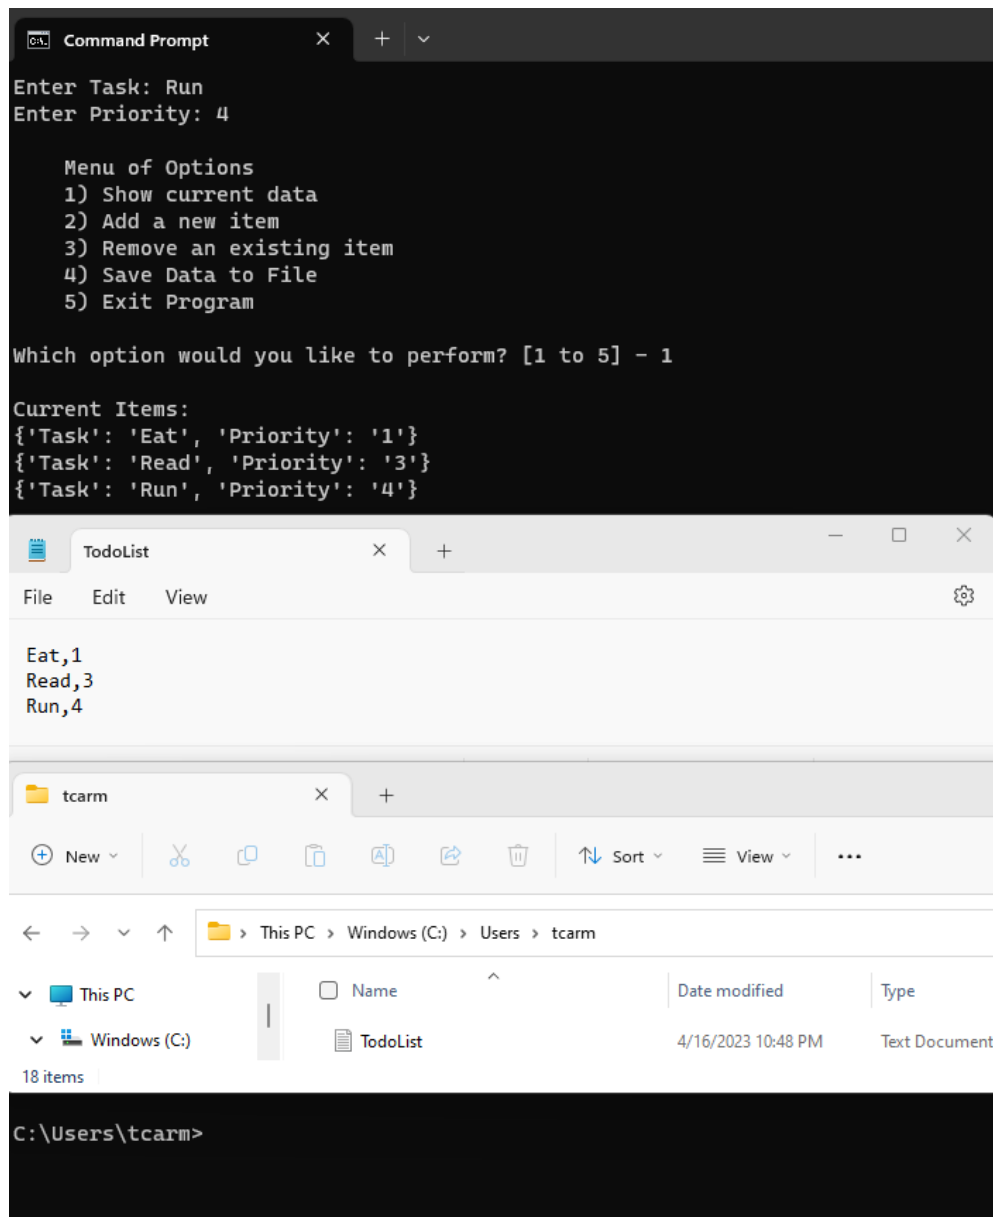 Command Prompt
Enter Task: Run
Enter Priority: 4
Menu of Options
1) Show current data
2) Add a new item
3) Remove an existing item
4) Save Data to File
5) Exit Program
Which option would you like to perform? [1 to 5] - 1
Current Items:
{'Task': 'Eat', 'Priority': '1'}
{'Task': 'Read', 'Priority': '3'}
{'Task': 'Run', 'Priority': '4'}
TodoList
File Edit View
Eat,1
Read,3
Run,4
tcarm
New Sort View
This PC > Windows (C:) > Users > tcarm
This PC Name Date modified Type
Windows (C:) TodoList 4/16/2023 10:48 PM Text Document
18 items
C:\Users\tcarm>